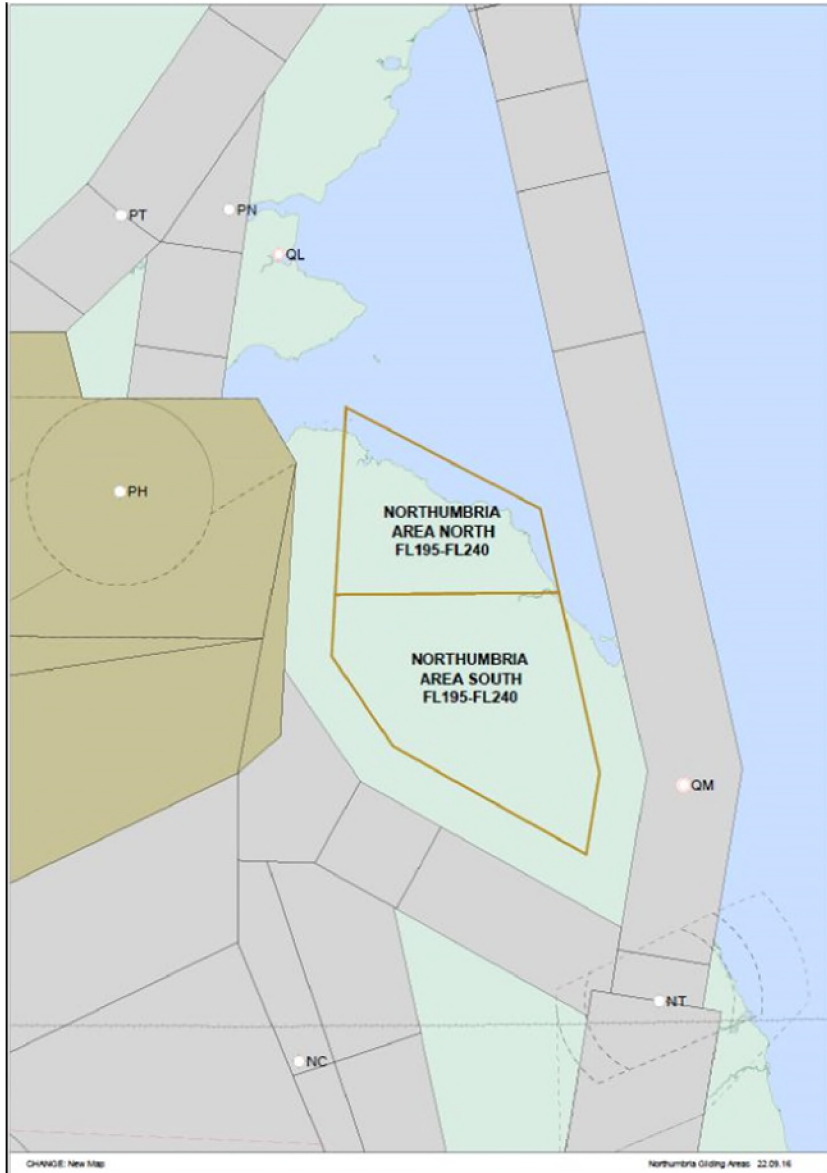 PT
PN
QL
PH
NORTHUMBRIA
AREA NORTH
FL195-FL240
NORTHUMBRIA
AREA SOUTH
FL195-FL240
QM
NT
NC
CHANGE: New Map
Northumbria Gliding Areas 22.09.16